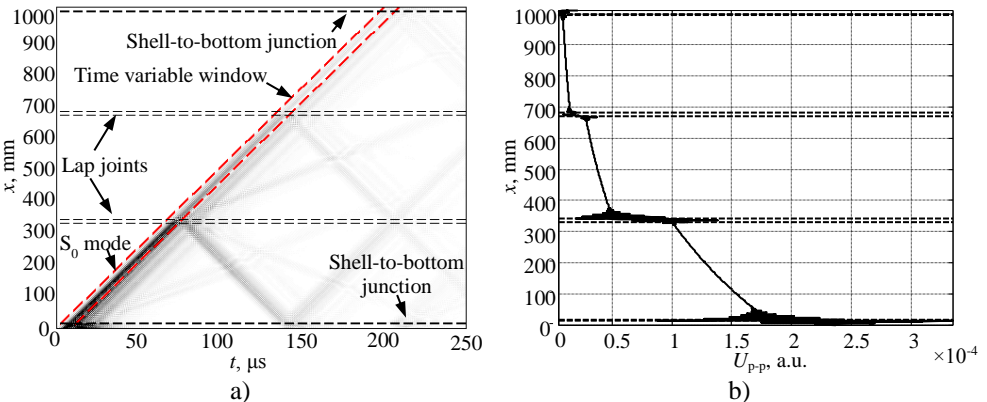 1000
900
800
700
600
500
400
300
200
100
0
x, mm
Shell-to-bottom
junction
Time variable window
Lap joints
S0 mode
Shell-to-bottom
junction
0 50 100 150 200 250
t, μs
a)
1000
900
800
700
600
500
400
300
200
100
0
x, mm
0 0.5 1 1.5 2 2.5 3
×10-4
Up-p, a.u.
b)